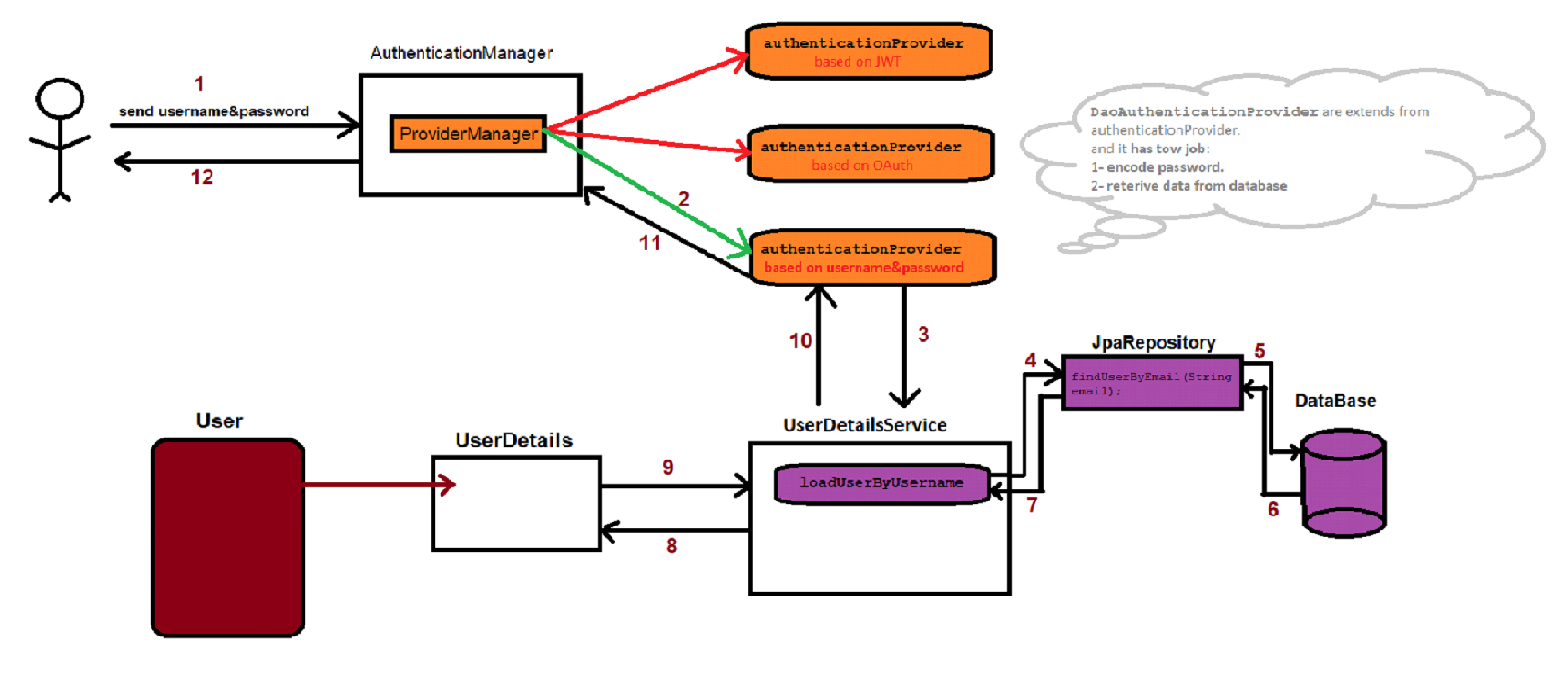 AuthenticationManager
1
send username&password
ProviderManager
12
authenticationProvider
based on JWT
authenticationProvider
based on OAuth
2
11
authenticationProvider
based on username&password
DaoAuthenticationProvider are extends from
authenticationProvider.
and it has tow job:
1- encode password.
2- reterive data from database
10
3
JpaRepository
4
5
findUserByEmail(String
email);
DataBase
User
UserDetails
UserDetailsService
9
loadUserByUsername
7
6
8